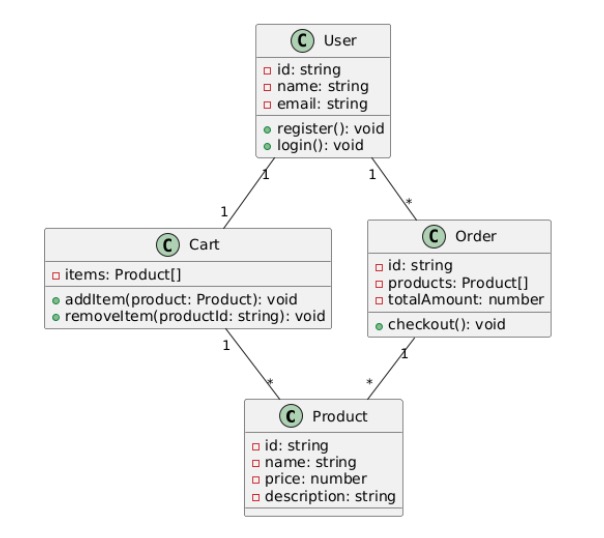 C User
id: string
name: string
email: string
register(): void
login(): void
1 1
1 *
C Cart
items: Product[]
addItem(product: Product): void
removeItem(productId: string): void
C Order
id: string
products: Product[]
totalAmount: number
checkout(): void
1 1
* *
C Product
id: string
name: string
price: number
description: string